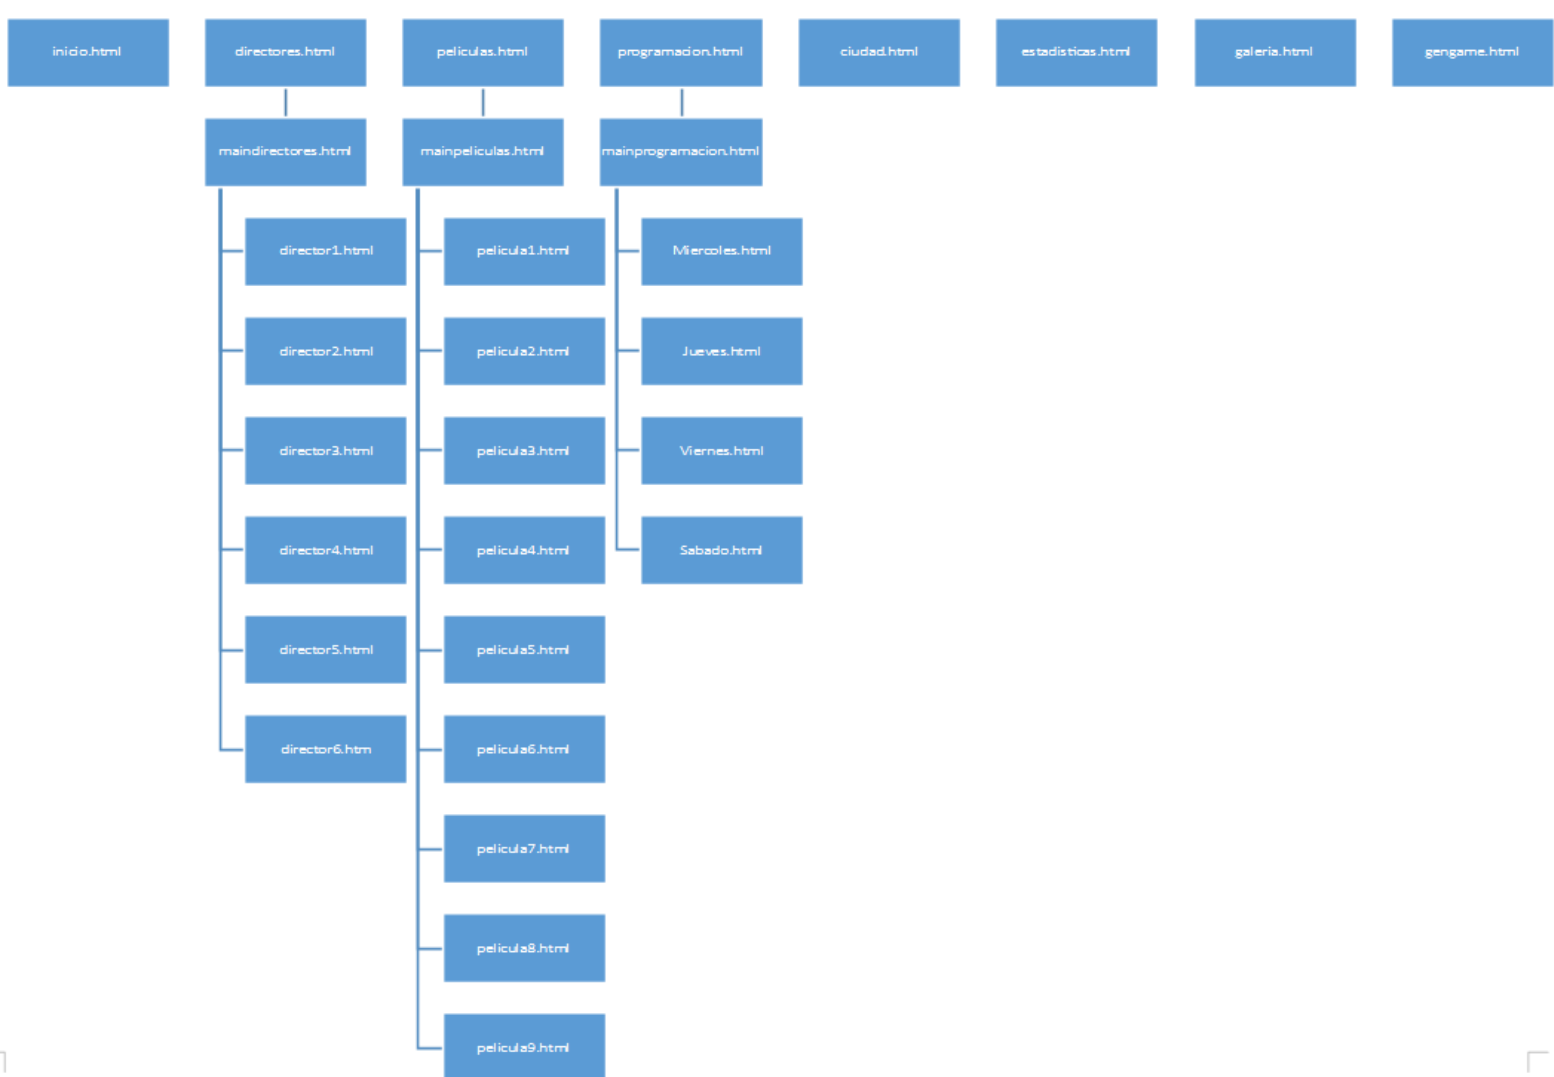 inicio.html
directores.html
peliculas.html
programacion.html
ciudad.html
estadisticas.html
galeria.html
gengame.html
maindirectores.html
mainpeliculas.html
mainprogramacion.html
director1.html
pelicula1.html
Miercoles.html
director2.html
pelicula2.html
Jueves.html
director3.html
pelicula3.html
Viernes.html
director4.html
pelicula4.html
Sabado.html
director5.html
pelicula5.html
director6.htm
pelicula6.html
pelicula7.html
pelicula8.html
pelicula9.html